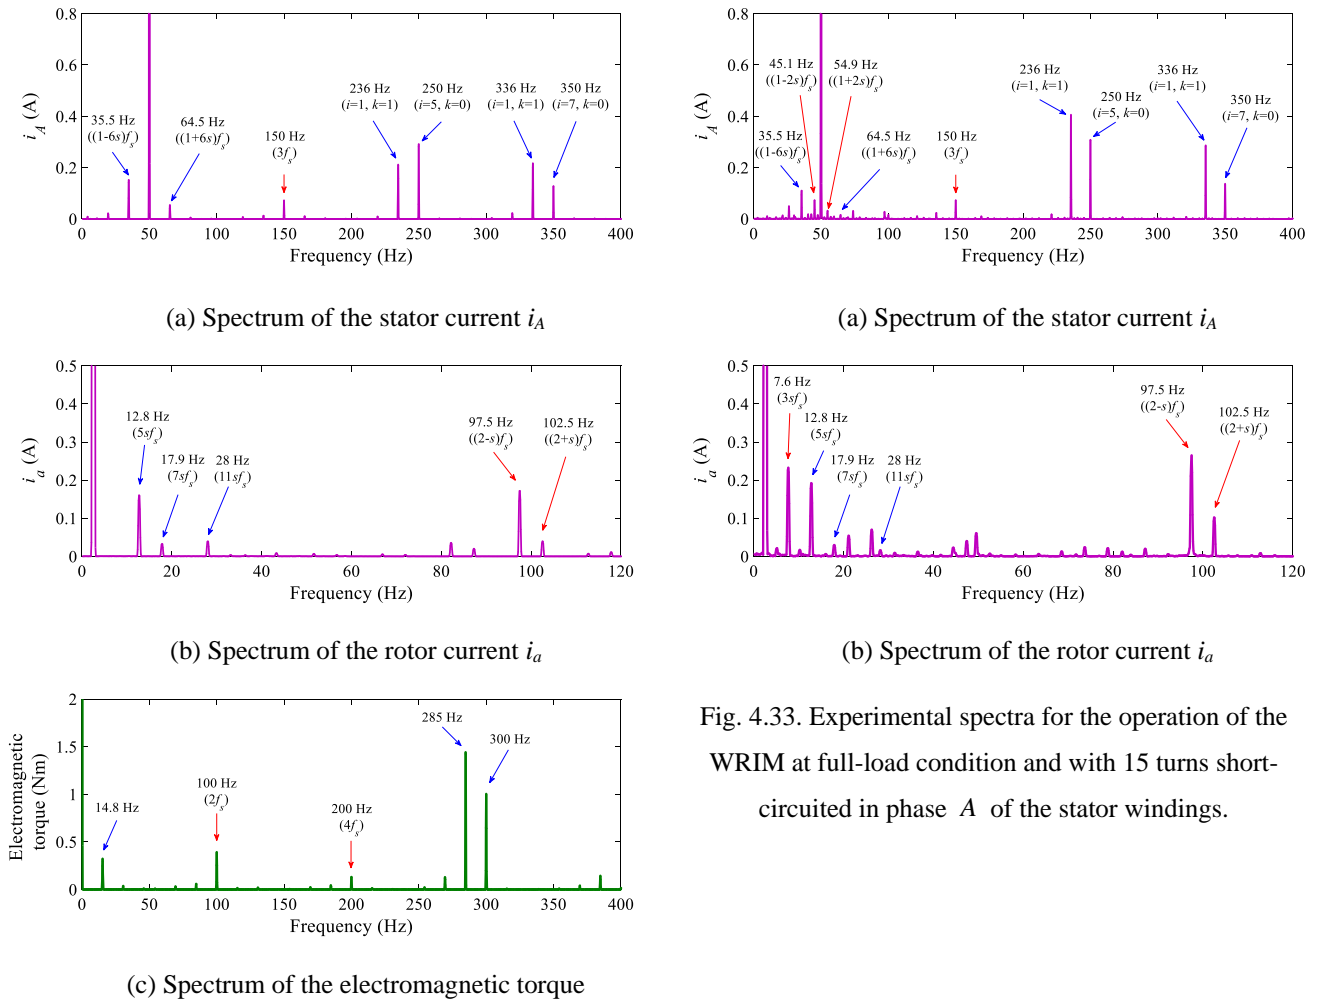 0.8
0.6
0.4
0.2
0
i_A (A)
35.5 Hz
((1-6s)f_s)
64.5 Hz
((1+6s)f_s)
150 Hz
(3f_s)
236 Hz
(i=1, k=1)
250 Hz
(i=5, k=0)
336 Hz
(i=1, k=1)
350 Hz
(i=7, k=0)
0 50 100 150 200 250 300 350 400
Frequency (Hz)
(a) Spectrum of the stator current i_A
0.5
0.4
0.3
0.2
0.1
0
i_a (A)
12.8 Hz
(5sf_s)
17.9 Hz
(7sf_s)
28 Hz
(11sf_s)
97.5 Hz
((2-s)f_s)
102.5 Hz
((2+s)f_s)
0 20 40 60 80 100 120
Frequency (Hz)
(b) Spectrum of the rotor current i_a
2
1.5
1
0.5
0
Electromagnetic
torque (Nm)
14.8 Hz
100 Hz
(2f_s)
200 Hz
(4f_s)
285 Hz
300 Hz
0 50 100 150 200 250 300 350 400
Frequency (Hz)
(c) Spectrum of the electromagnetic torque
0.8
0.6
0.4
0.2
0
i_A (A)
45.1 Hz
((1-2s)f_s)
54.9 Hz
((1+2s)f_s)
35.5 Hz
((1-6s)f_s)
64.5 Hz
((1+6s)f_s)
150 Hz
(3f_s)
236 Hz
(i=1, k=1)
250 Hz
(i=5, k=0)
336 Hz
(i=1, k=1)
350 Hz
(i=7, k=0)
0 50 100 150 200 250 300 350 400
Frequency (Hz)
(a) Spectrum of the stator current i_A
0.5
0.4
0.3
0.2
0.1
0
i_a (A)
7.6 Hz
(3sf_s)
12.8 Hz
(5sf_s)
17.9 Hz
(7sf_s)
28 Hz
(11sf_s)
97.5 Hz
((2-s)f_s)
102.5 Hz
((2+s)f_s)
0 20 40 60 80 100 120
Frequency (Hz)
(b) Spectrum of the rotor current i_a
Fig. 4.33. Experimental spectra for the operation of the
WRIM at full-load condition and with 15 turns short-
circuited in phase A of the stator windings.